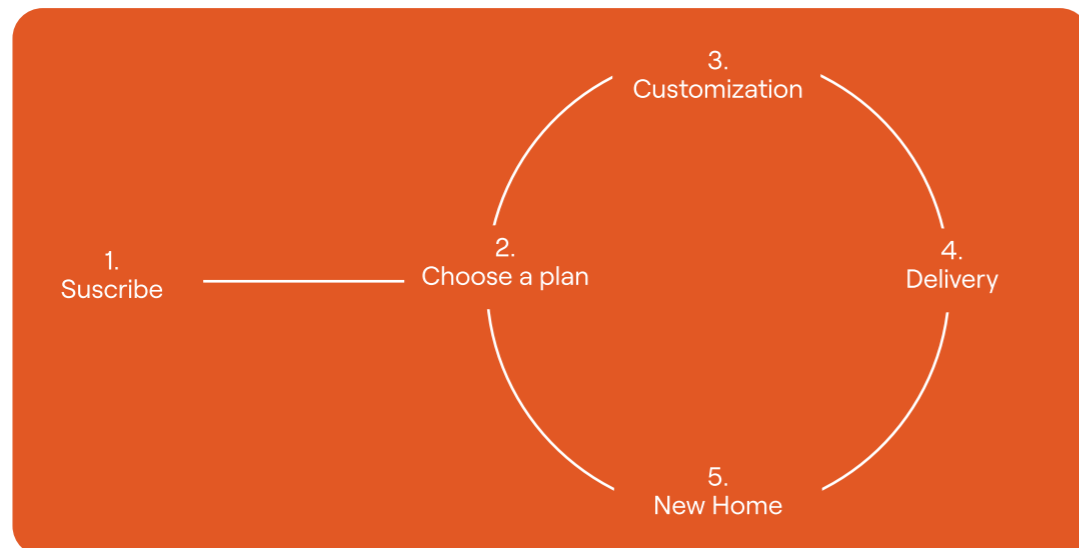 1.
Suscribe
2.
Choose a plan
3.
Customization
4.
Delivery
5.
New Home